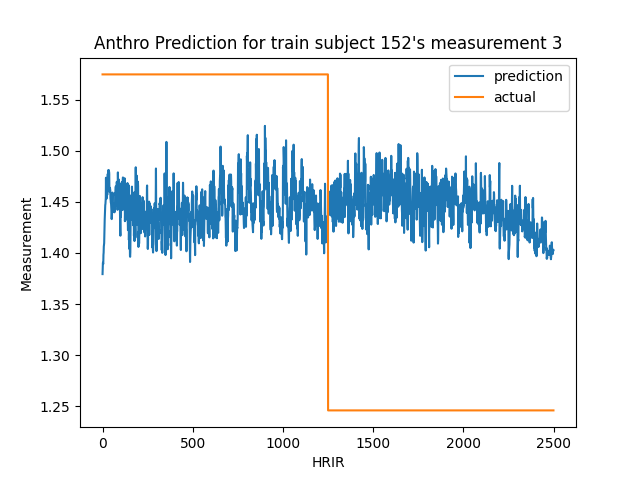 Anthro Prediction for train subject 152's measurement 3
prediction
actual
Measurement
1.55
1.50
1.45
1.40
1.35
1.30
1.25
0 500 1000 1500 2000 2500
HRIR